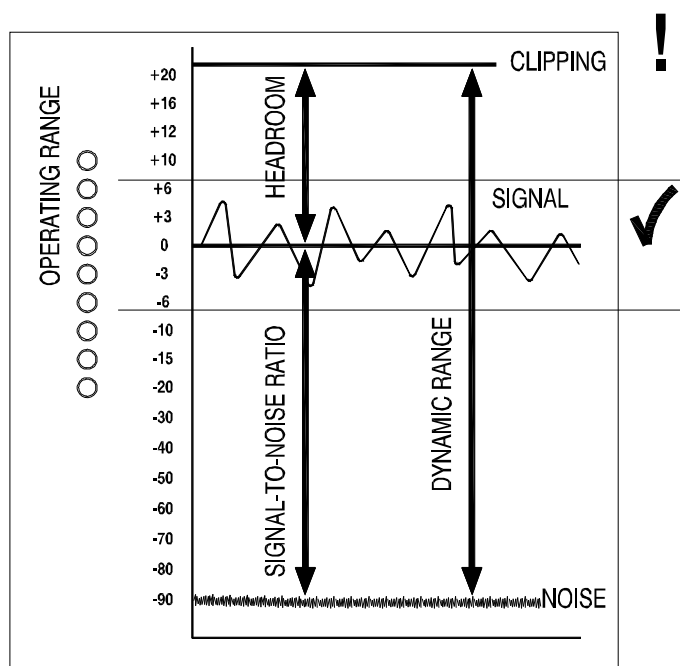 !
CLIPPING
+20
+16
+12
+10
+6
+3
0
-3
-6
-10
-15
-20
-30
-40
-50
-60
-70
-80
-90
OPERATING RANGE
HEADROOM
SIGNAL
SIGNAL-TO-NOISE RATIO
DYNAMIC RANGE
NOISE